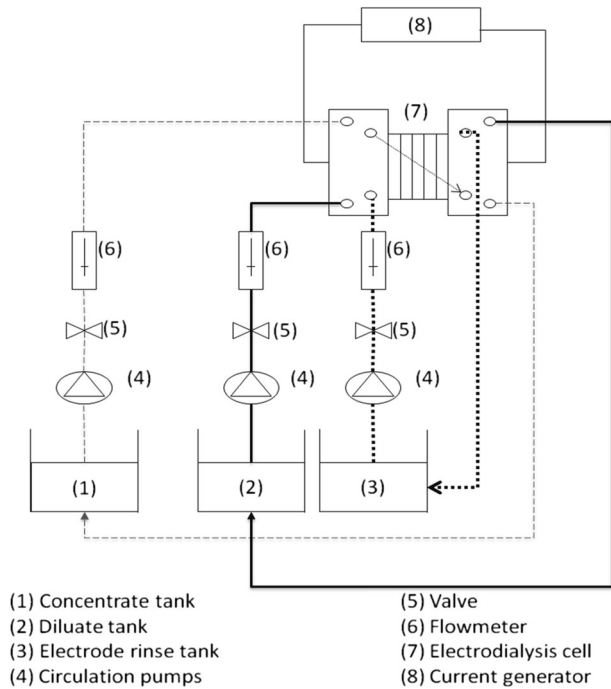 (8)
(7)
(6)
(6)
(6)
(5)
(5)
(5)
(4)
(4)
(4)
(1)
(2)
(3)
(1) Concentrate tank
(2) Diluate tank
(3) Electrode rinse tank
(4) Circulation pumps
(5) Valve
(6) Flowmeter
(7) Electrodialysis cell
(8) Current generator